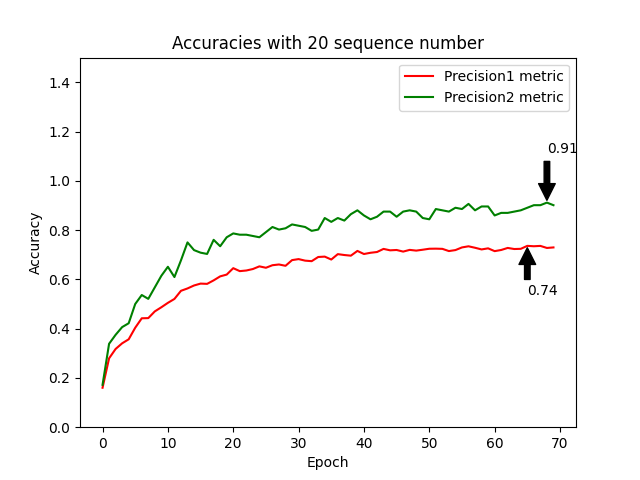 Accuracies with 20 sequence number
Precision1 metric
Precision2 metric
1.4
1.2
1.0
0.8
0.6
0.4
0.2
0.0
Accuracy
0.91
0.74
0 10 20 30 40 50 60 70
Epoch